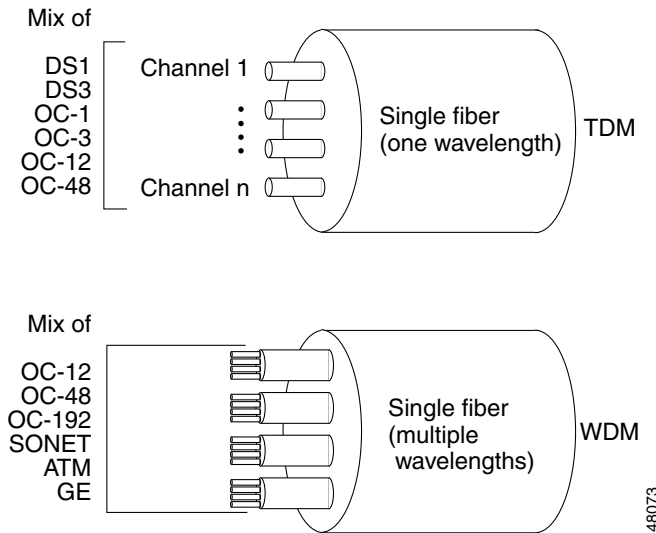 Mix of
DS1
DS3
OC-1
OC-3
OC-12
OC-48
Channel 1
Channel n
Single fiber
(one wavelength)
TDM
Mix of
OC-12
OC-48
OC-192
SONET
ATM
GE
Single fiber
(multiple
wavelengths)
WDM
48073